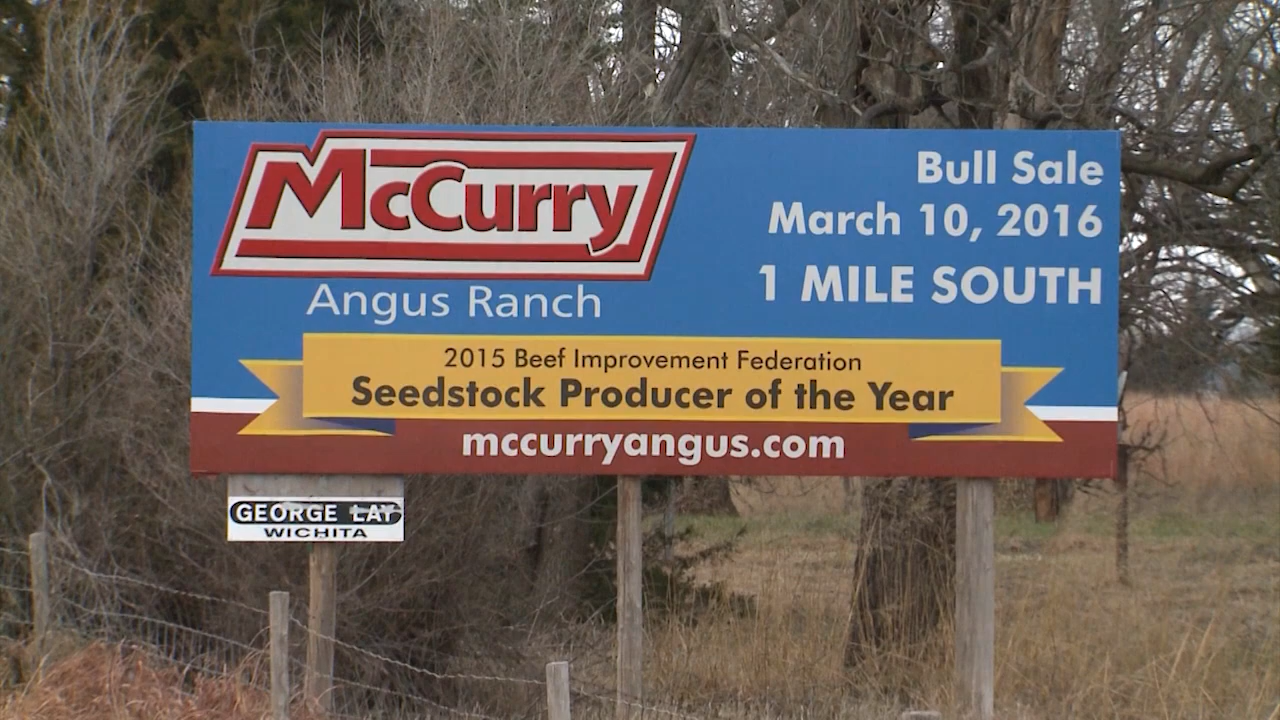 McCurry
Angus Ranch
Bull Sale
March 10, 2016
1 MILE SOUTH
2015 Beef Improvement Federation
Seedstock Producer of the Year
mccurryangus.com
GEORGE LAY
WICHITA